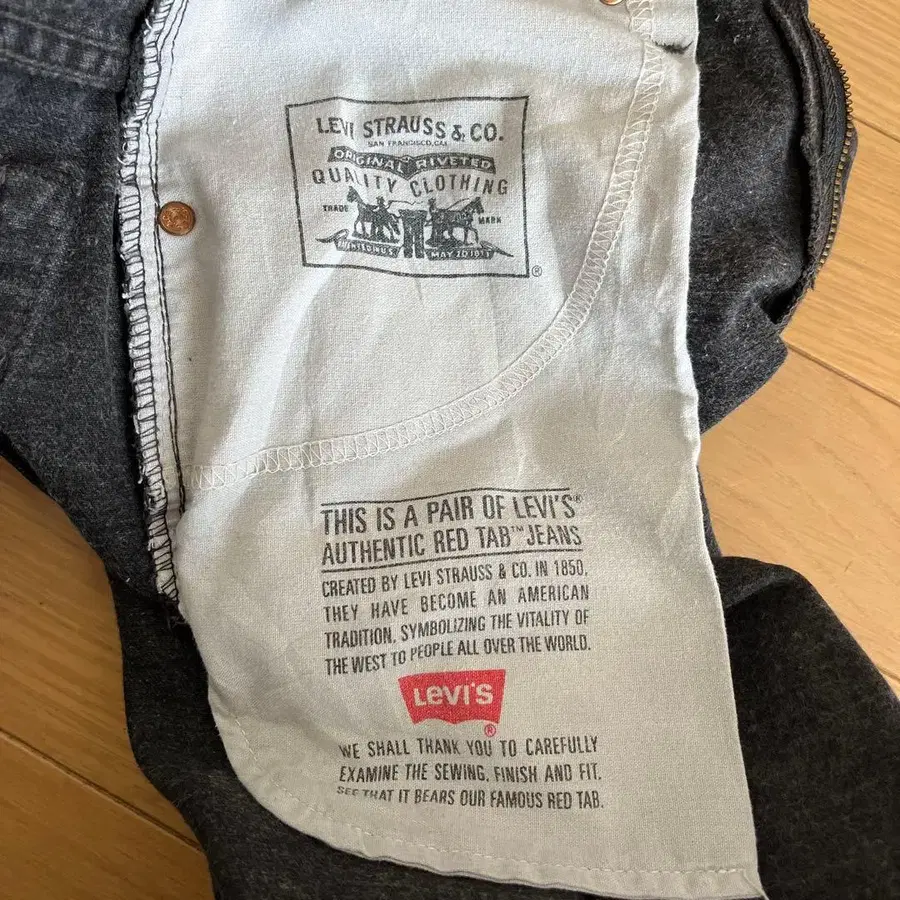 LEVI STRAUSS & CO.
SAN FRANCISCO, CAL
ORIGINAL RIVETED
QUALITY CLOTHING
TRADE MARK
MAY 20 1873
®
THIS IS A PAIR OF LEVI'S®
AUTHENTIC RED TAB™ JEANS
CREATED BY LEVI STRAUSS & CO. IN 1850,
THEY HAVE BECOME AN AMERICAN
TRADITION, SYMBOLIZING THE VITALITY OF
THE WEST TO PEOPLE ALL OVER THE WORLD.
Levi's
®
WE SHALL THANK YOU TO CAREFULLY
EXAMINE THE SEWING, FINISH AND FIT.
SEE THAT IT BEARS OUR FAMOUS RED TAB.